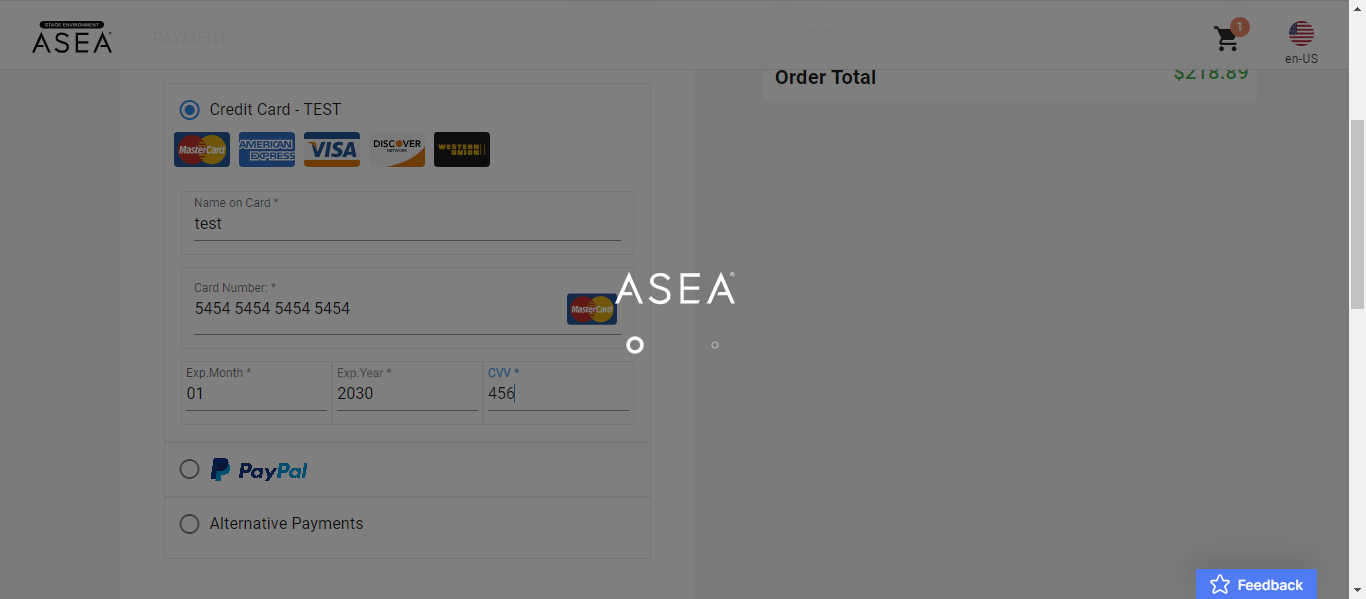 STAGE ENVIRONMENT
ASEA
PAYMENT
1
en-US
Order Total
$218.89
Credit Card - TEST
MasterCard
AMERICAN EXPRESS
VISA
DISCOVER
NETWORK
WESTERN UNION
Name on Card *
test
Card Number: *
5454 5454 5454 5454
MasterCard
ASEA
Exp.Month *
01
Exp.Year *
2030
CVV *
456
PayPal
Alternative Payments
Feedback